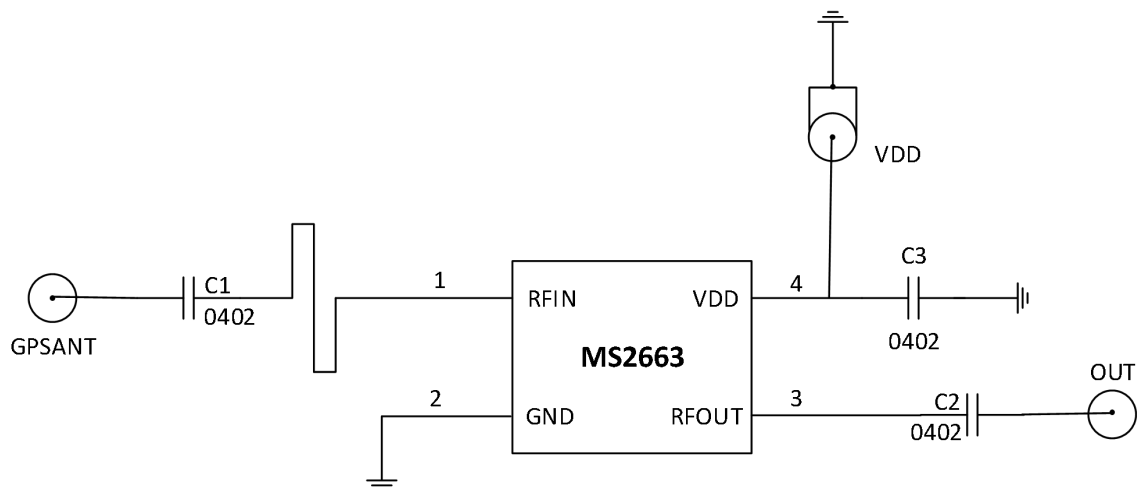 VDD
C3
C1
1
RFIN
VDD
4
0402
0402
GPSANT
MS2663
OUT
2
GND
RFOUT
3
C2
0402